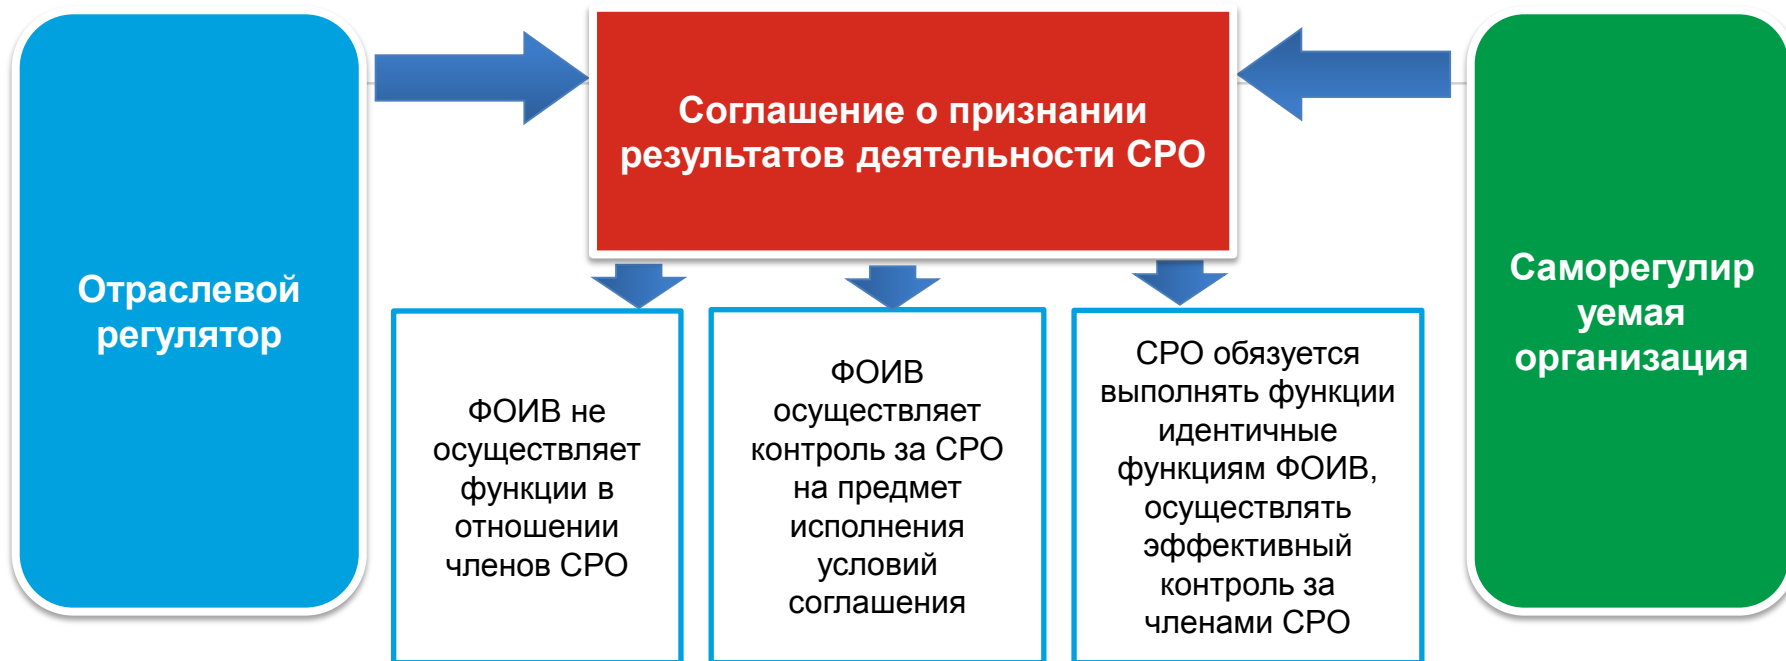 Отраслевой
регулятор
Соглашение о признании
результатов деятельности СРО
Саморегулир
уемая
организация
ФОИВ не
осуществляет
функции в
отношении
членов СРО
ФОИВ
осуществляет
контроль за СРО
на предмет
исполнения
условий
соглашения
СРО обязуется
выполнять функции
идентичные
функциям ФОИВ,
осуществлять
эффективный
контроль за
членами СРО